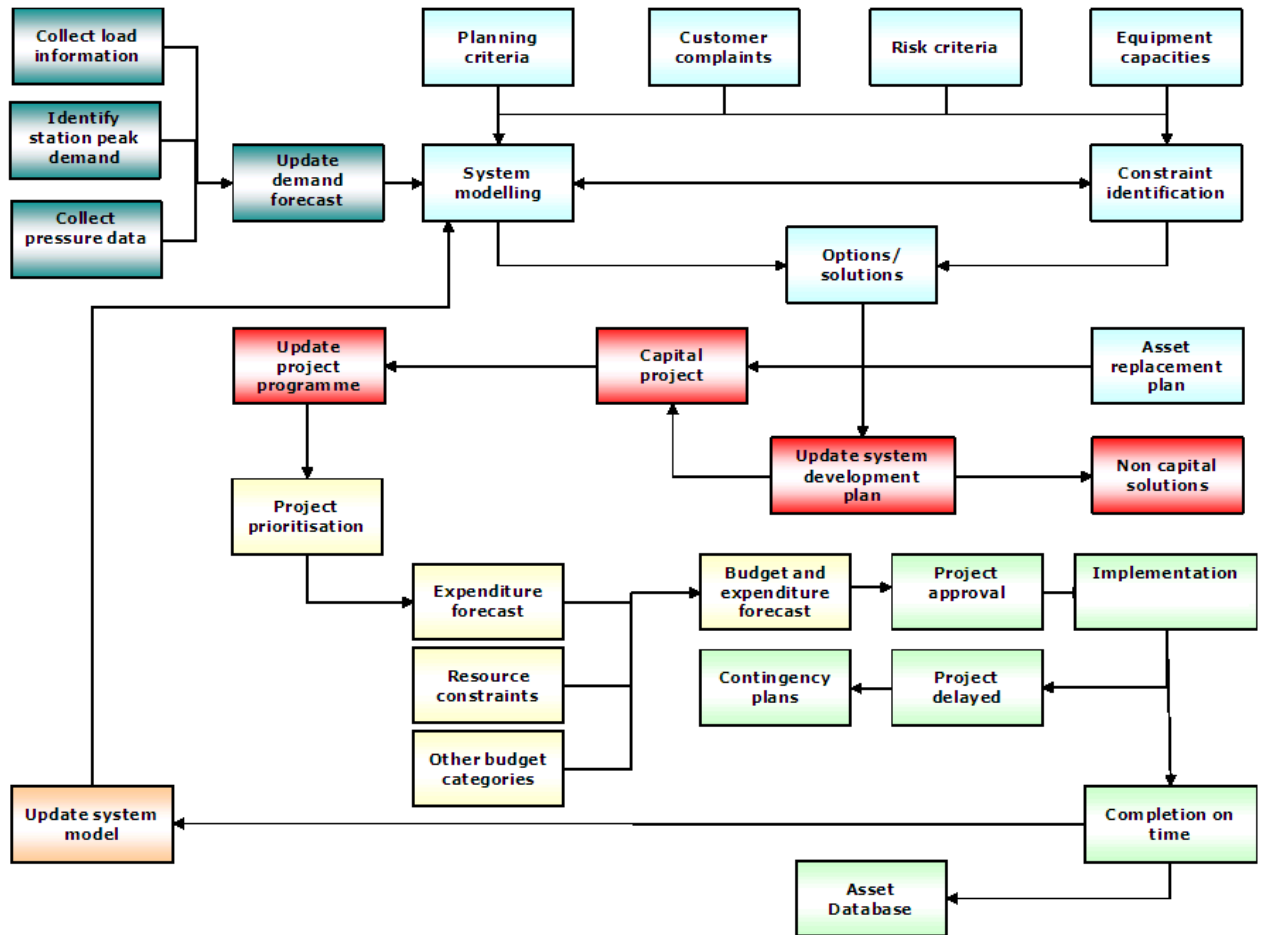 Collect load
information
Planning
criteria
Customer
complaints
Risk criteria
Equipment
capacities
Identify
station peak
demand
Update
demand
forecast
System
modelling
Constraint
identification
Collect
pressure data
Options/
solutions
Update
project
programme
Capital
project
Asset
replacement
plan
Update system
development
plan
Non capital
solutions
Project
prioritisation
Expenditure
forecast
Budget and
expenditure
forecast
Project
approval
Implementation
Resource
constraints
Contingency
plans
Project
delayed
Other budget
categories
Update system
model
Completion on
time
Asset
Database